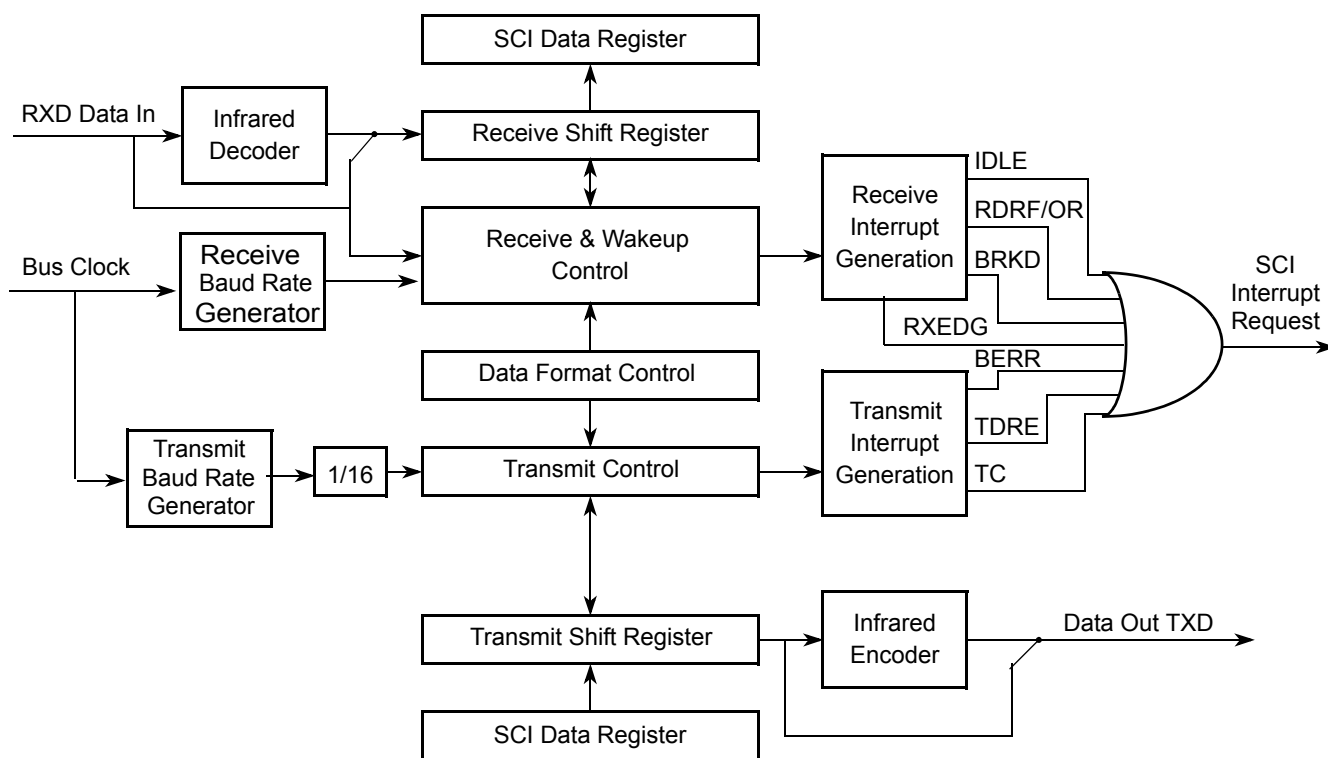 SCI Data Register
RXD Data In
Infrared
Decoder
Receive Shift Register
IDLE
Receive
Interrupt
Generation
RDRF/OR
BRKD
RXEDG
Receive & Wakeup
Control
Bus Clock
Receive
Baud Rate
Generator
SCI
Interrupt
Request
Data Format Control
BERR
Transmit
Interrupt
Generation
TDRE
TC
Transmit
Baud Rate
Generator
1/16
Transmit Control
Transmit Shift Register
Infrared
Encoder
Data Out TXD
SCI Data Register